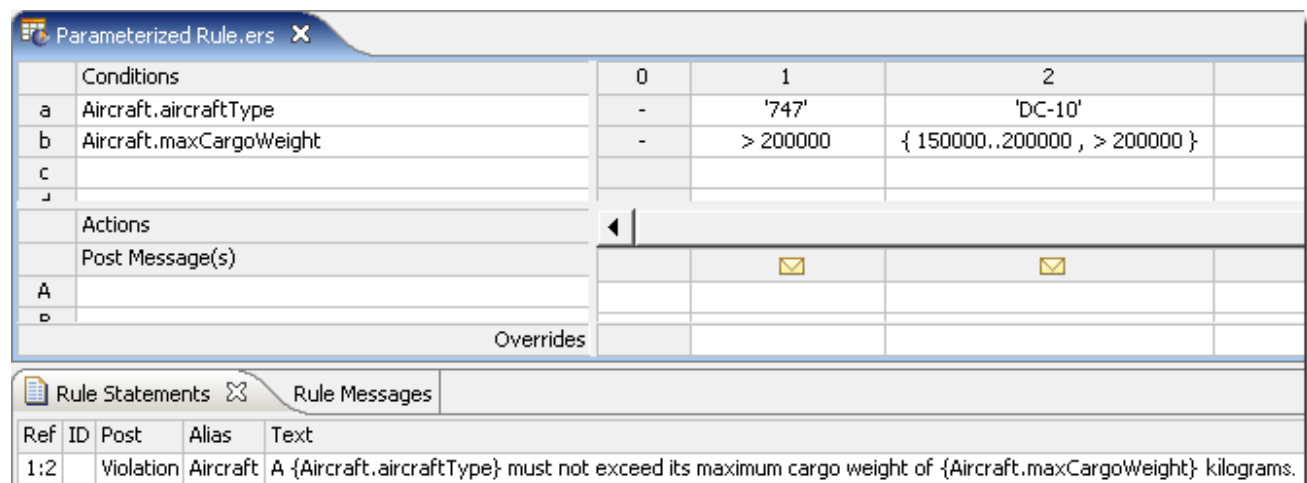 Parameterized Rule.ers
Conditions 0 1 2
a Aircraft.aircraftType - '747' 'DC-10'
b Aircraft.maxCargoWeight - > 200000 { 150000..200000 , > 200000 }
c
Actions
Post Message(s)
A
Overrides
Rule Statements Rule Messages
Ref ID Post Alias Text
1:2 Violation Aircraft A {Aircraft.aircraftType} must not exceed its maximum cargo weight of {Aircraft.maxCargoWeight} kilograms.